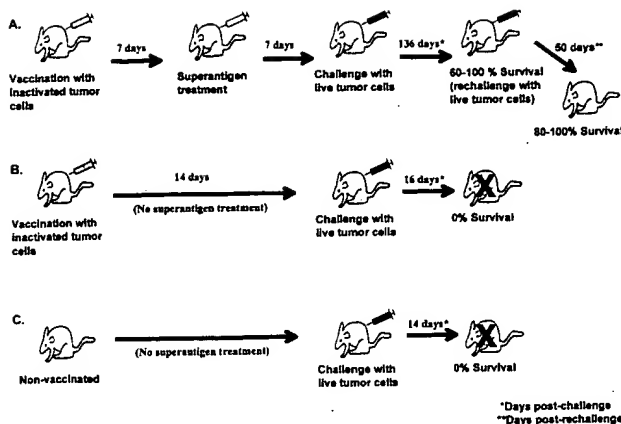 A.
7 days
7 days
136 days*
50 days**
Vaccination with
inactivated tumor
cells
Superantigen
treatment
Challenge with
live tumor cells
60-100 % Survival
(rechallenge with
live tumor cells)
80-100% Survival
B.
14 days
16 days*
(No superantigen treatment)
Vaccination with
inactivated tumor
cells
Challenge with
live tumor cells
0% Survival
C.
14 days*
(No superantigen treatment)
Non-vaccinated
Challenge with
live tumor cells
0% Survival
*Days post-challenge
**Days post-rechallenge